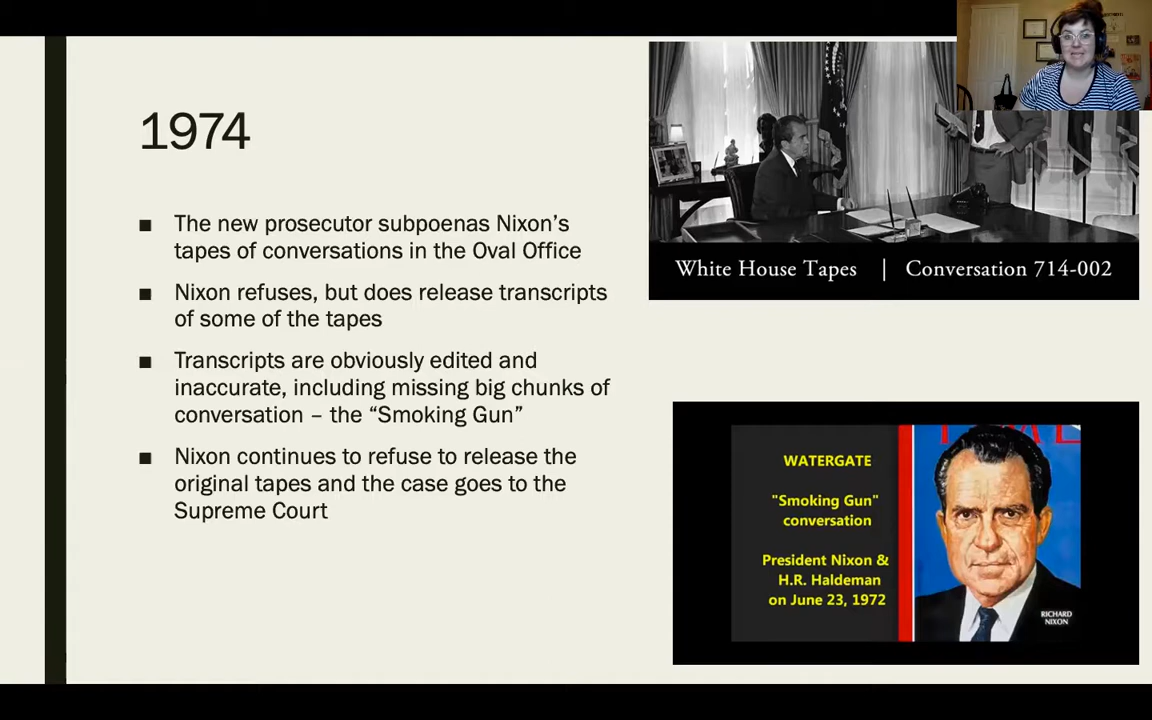 1974
■ The new prosecutor subpoenas Nixon’s
tapes of conversations in the Oval Office
■ Nixon refuses, but does release transcripts
of some of the tapes
■ Transcripts are obviously edited and
inaccurate, including missing big chunks of
conversation – the “Smoking Gun”
■ Nixon continues to refuse to release the
original tapes and the case goes to the
Supreme Court
White House Tapes | Conversation 714-002
WATERGATE
"Smoking Gun"
conversation
President Nixon &
H.R. Haldeman
on June 23, 1972
TIME
RICHARD
NIXON